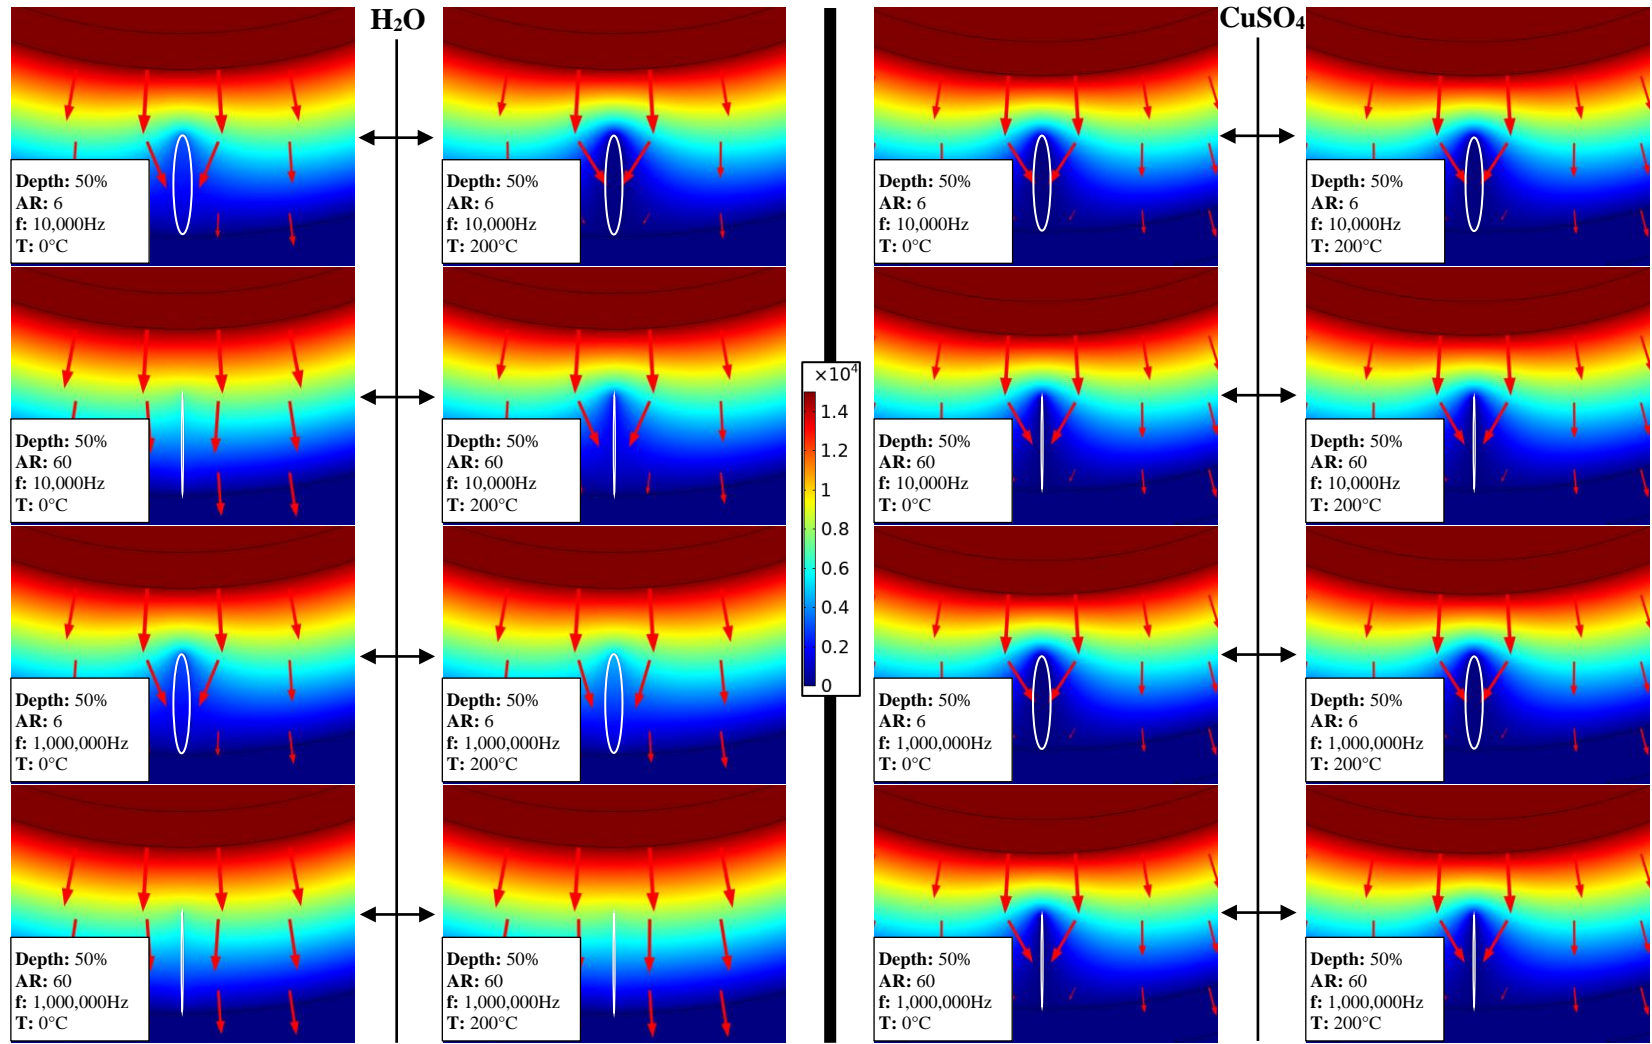 H₂O
CuSO₄
Depth: 50%
AR: 6
f: 10,000Hz
T: 0°C
Depth: 50%
AR: 6
f: 10,000Hz
T: 200°C
Depth: 50%
AR: 6
f: 10,000Hz
T: 0°C
Depth: 50%
AR: 6
f: 10,000Hz
T: 200°C
Depth: 50%
AR: 60
f: 10,000Hz
T: 0°C
Depth: 50%
AR: 60
f: 10,000Hz
T: 200°C
×10⁴
1.4
1.2
1
0.8
0.6
0.4
0.2
0
Depth: 50%
AR: 60
f: 10,000Hz
T: 0°C
Depth: 50%
AR: 60
f: 10,000Hz
T: 200°C
Depth: 50%
AR: 6
f: 1,000,000Hz
T: 0°C
Depth: 50%
AR: 6
f: 1,000,000Hz
T: 200°C
Depth: 50%
AR: 6
f: 1,000,000Hz
T: 0°C
Depth: 50%
AR: 6
f: 1,000,000Hz
T: 200°C
Depth: 50%
AR: 60
f: 1,000,000Hz
T: 0°C
Depth: 50%
AR: 60
f: 1,000,000Hz
T: 200°C
Depth: 50%
AR: 60
f: 1,000,000Hz
T: 0°C
Depth: 50%
AR: 60
f: 1,000,000Hz
T: 200°C